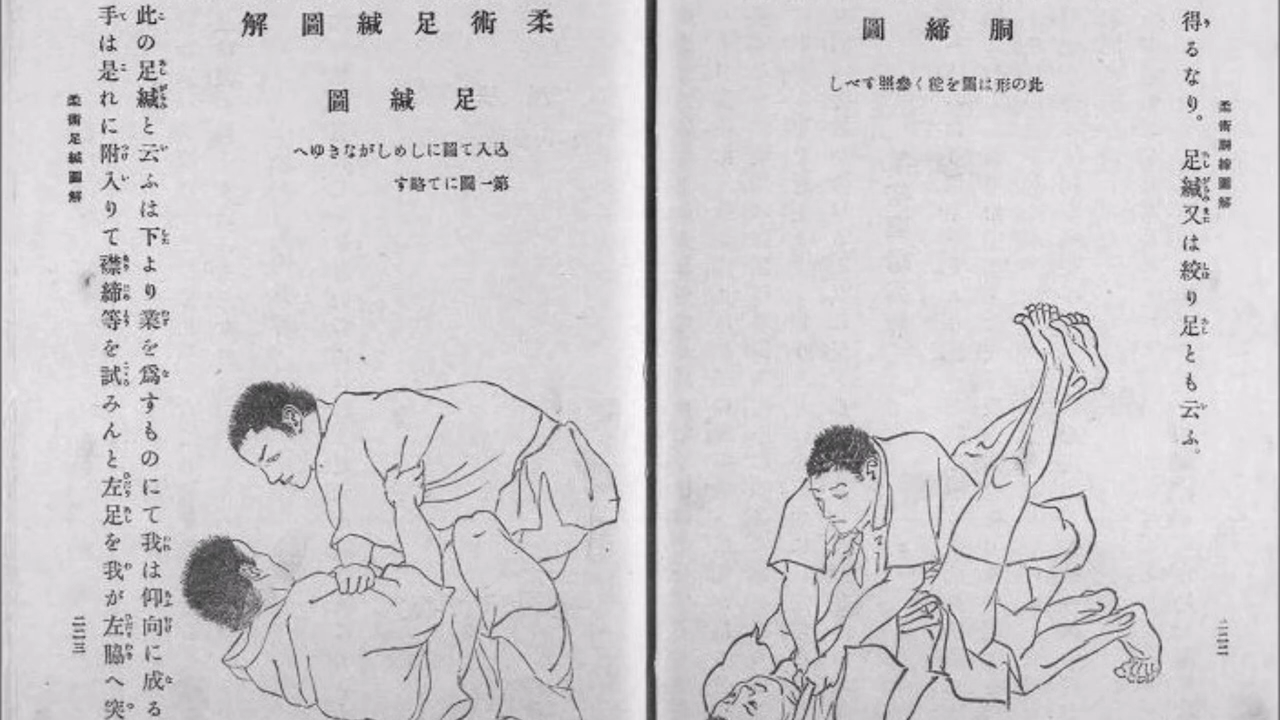 柔術胴締圖解
二二二
得るなり。足緘又は絞り足とも云ふ。
胴締圖
此の形は圖を能く參照すべし
柔術足緘圖解
足緘圖
込入て圖にしめしがなきゆへ
第一圖にて略す
此の足緘と云ふは下より業を爲すものにて我は仰向に成る
手は是れに附入りて襟締等を試みんと左足を我が左脇へ突
柔術足緘圖解
二二三